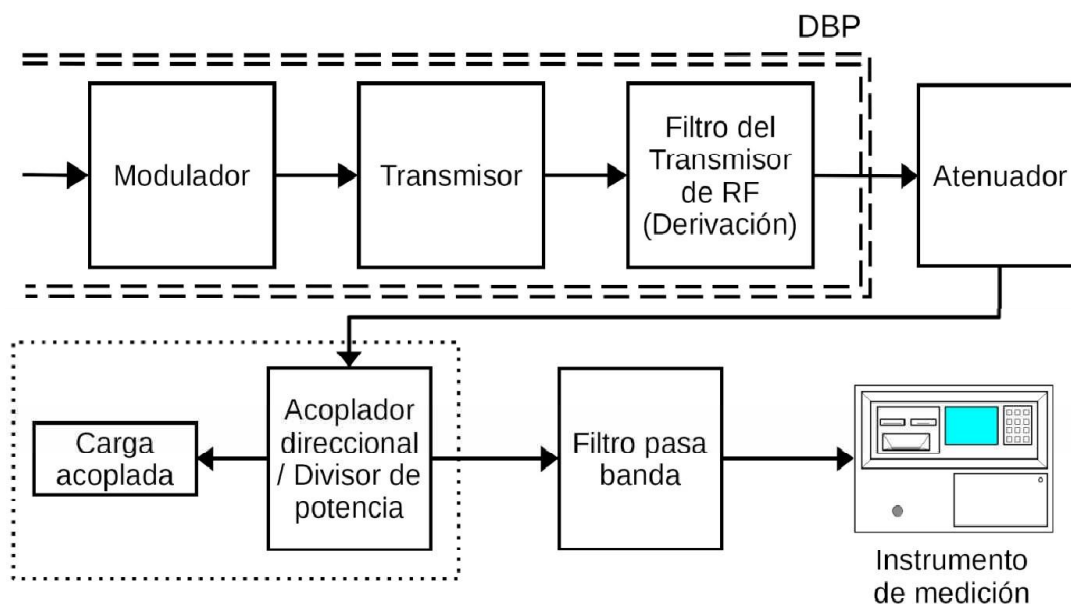 DBP
Modulador
Transmisor
Filtro del
Transmisor
de RF
(Derivación)
Atenuador
Carga
acoplada
Acoplador
direccional
/ Divisor de
potencia
Filtro pasa
banda
Instrumento
de medición